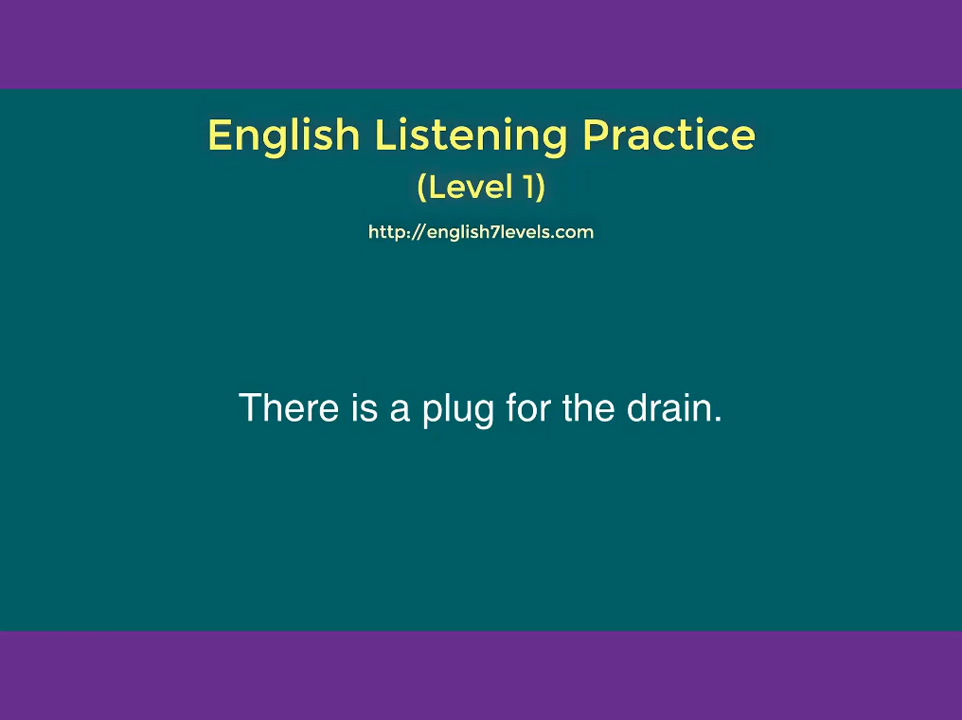 English Listening Practice
(Level 1)
http://english7levels.com
There is a plug for the drain.